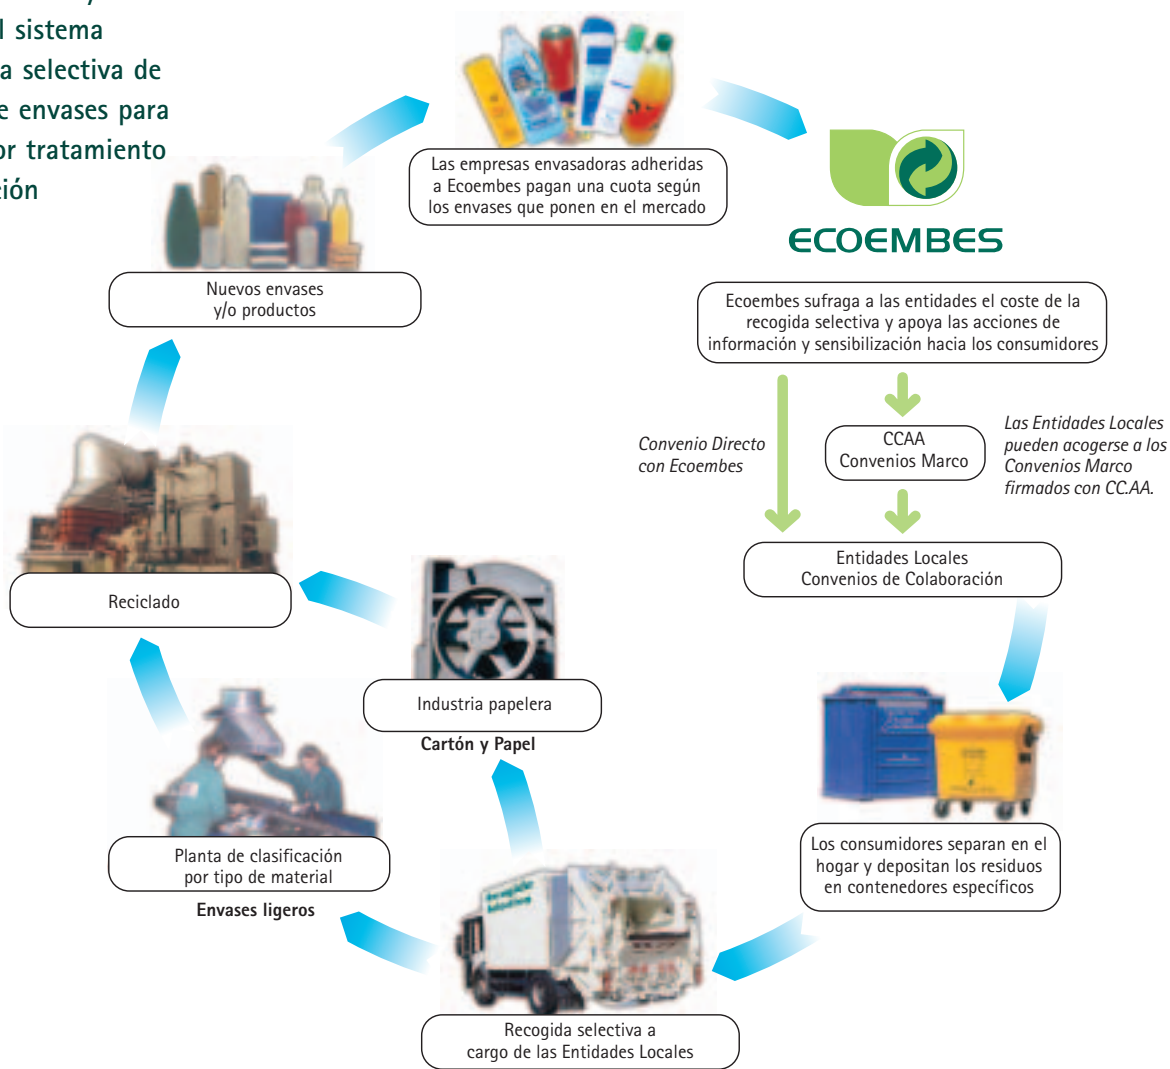 l sistema
a selectiva de
e envases para
or tratamiento
ción
Las empresas envasadoras adheridas
a Ecoembes pagan una cuota según
los envases que ponen en el mercado
ECOEMBES
Nuevos envases
y/o productos
Ecoembes sufraga a las entidades el coste de la
recogida selectiva y apoya las acciones de
información y sensibilización hacia los consumidores
Convenio Directo
con Ecoembes
CCAA
Convenios Marco
Las Entidades Locales
pueden acogerse a los
Convenios Marco
firmados con CC.AA.
Entidades Locales
Convenios de Colaboración
Reciclado
Industria papelera
Cartón y Papel
Planta de clasificación
por tipo de material
Envases ligeros
Los consumidores separan en el
hogar y depositan los residuos
en contenedores específicos
Recogida
Selectiva
Recogida selectiva a
cargo de las Entidades Locales